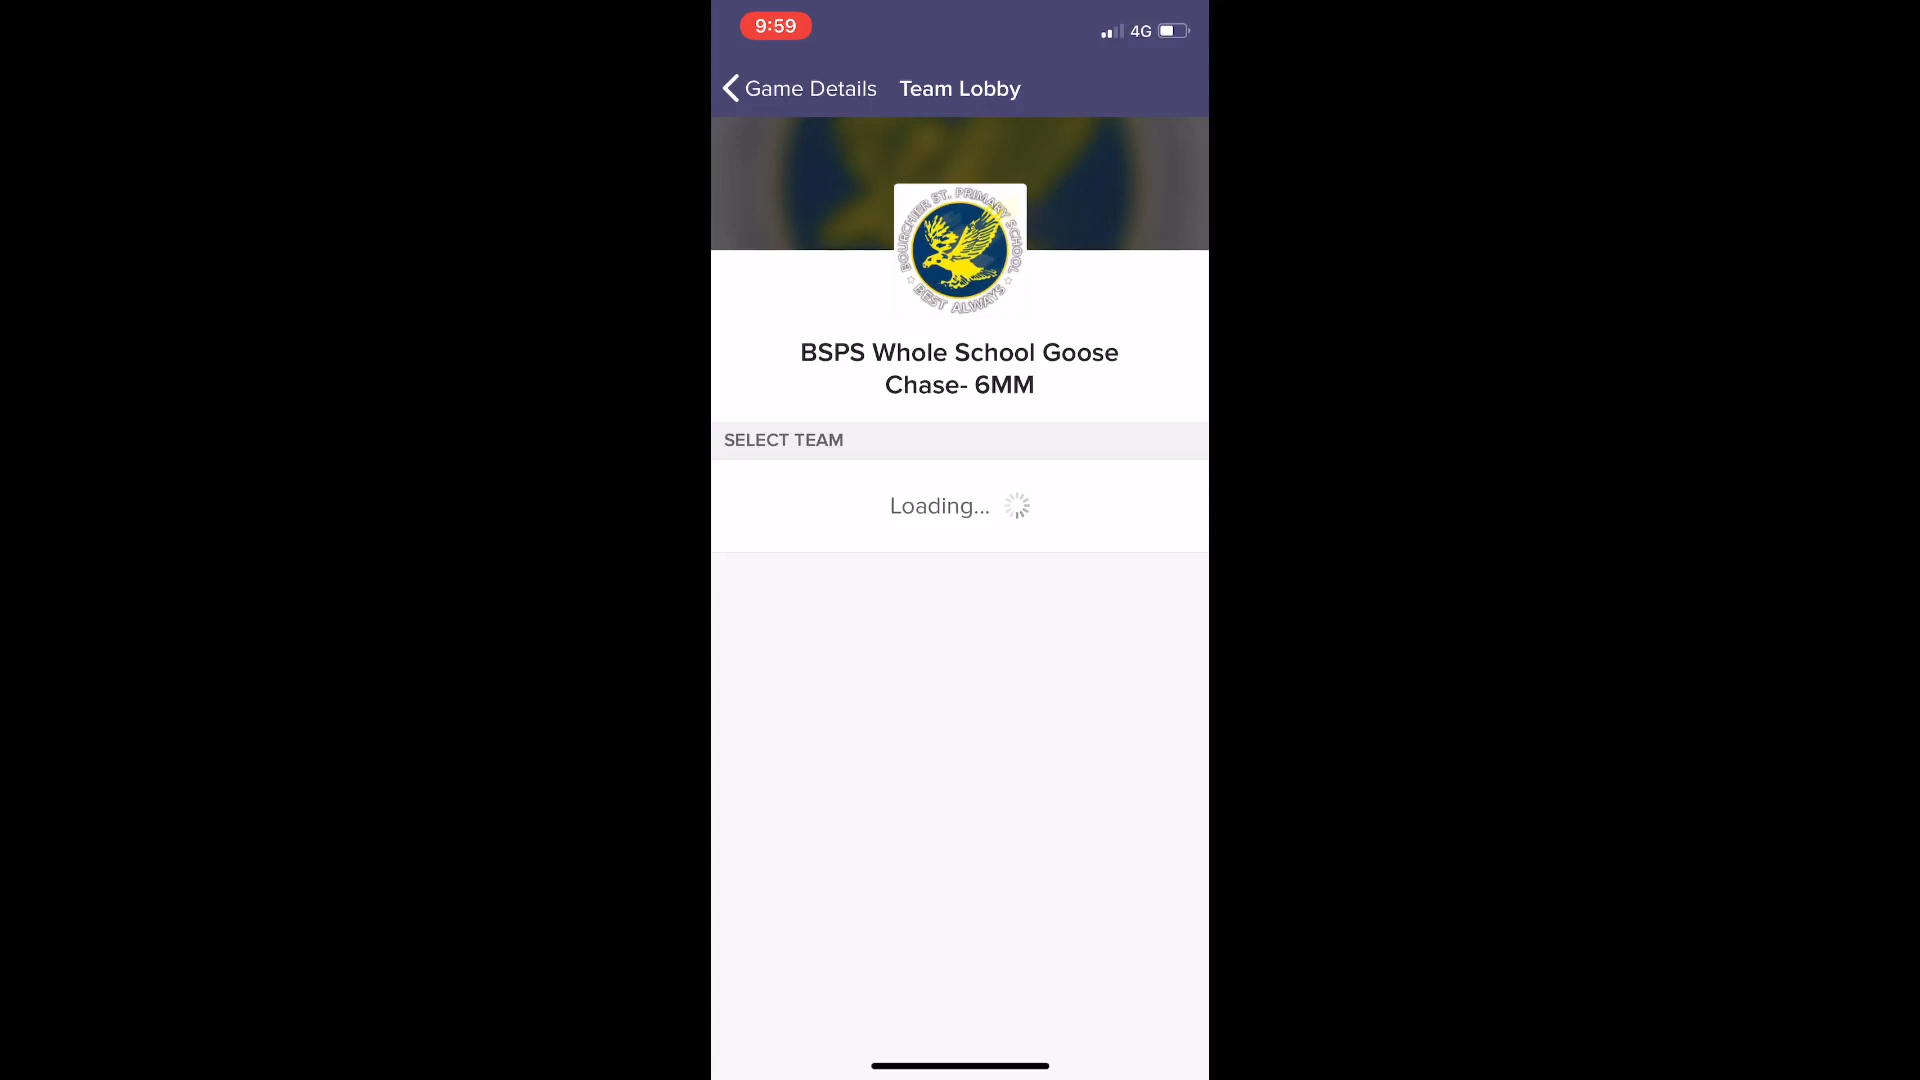 9:59
4G
Game Details
Team Lobby
BOURCHIER ST. PRIMARY SCHOOL
BEST ALWAYS
BSPS Whole School Goose
Chase- 6MM
SELECT TEAM
Loading...